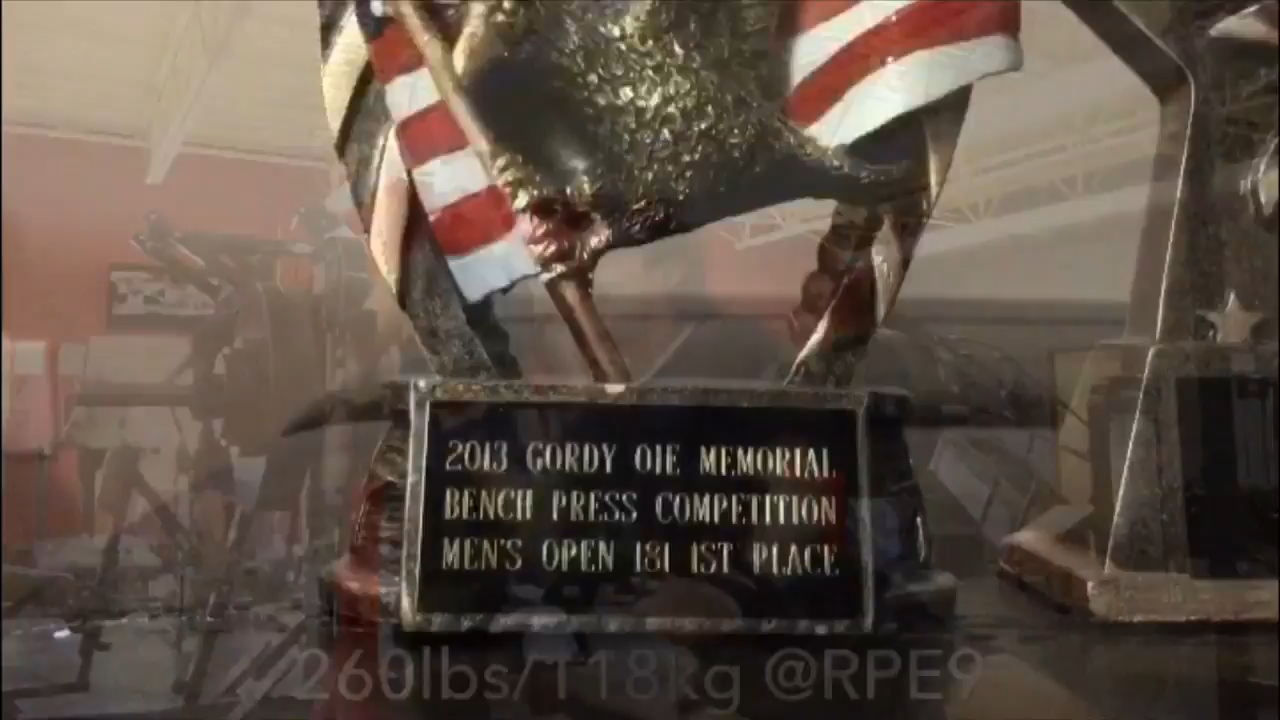 2013 GORDY OIE MEMORIAL
BENCH PRESS COMPETITION
MEN'S OPEN 181 1ST PLACE
260lbs/118kg @RPE9